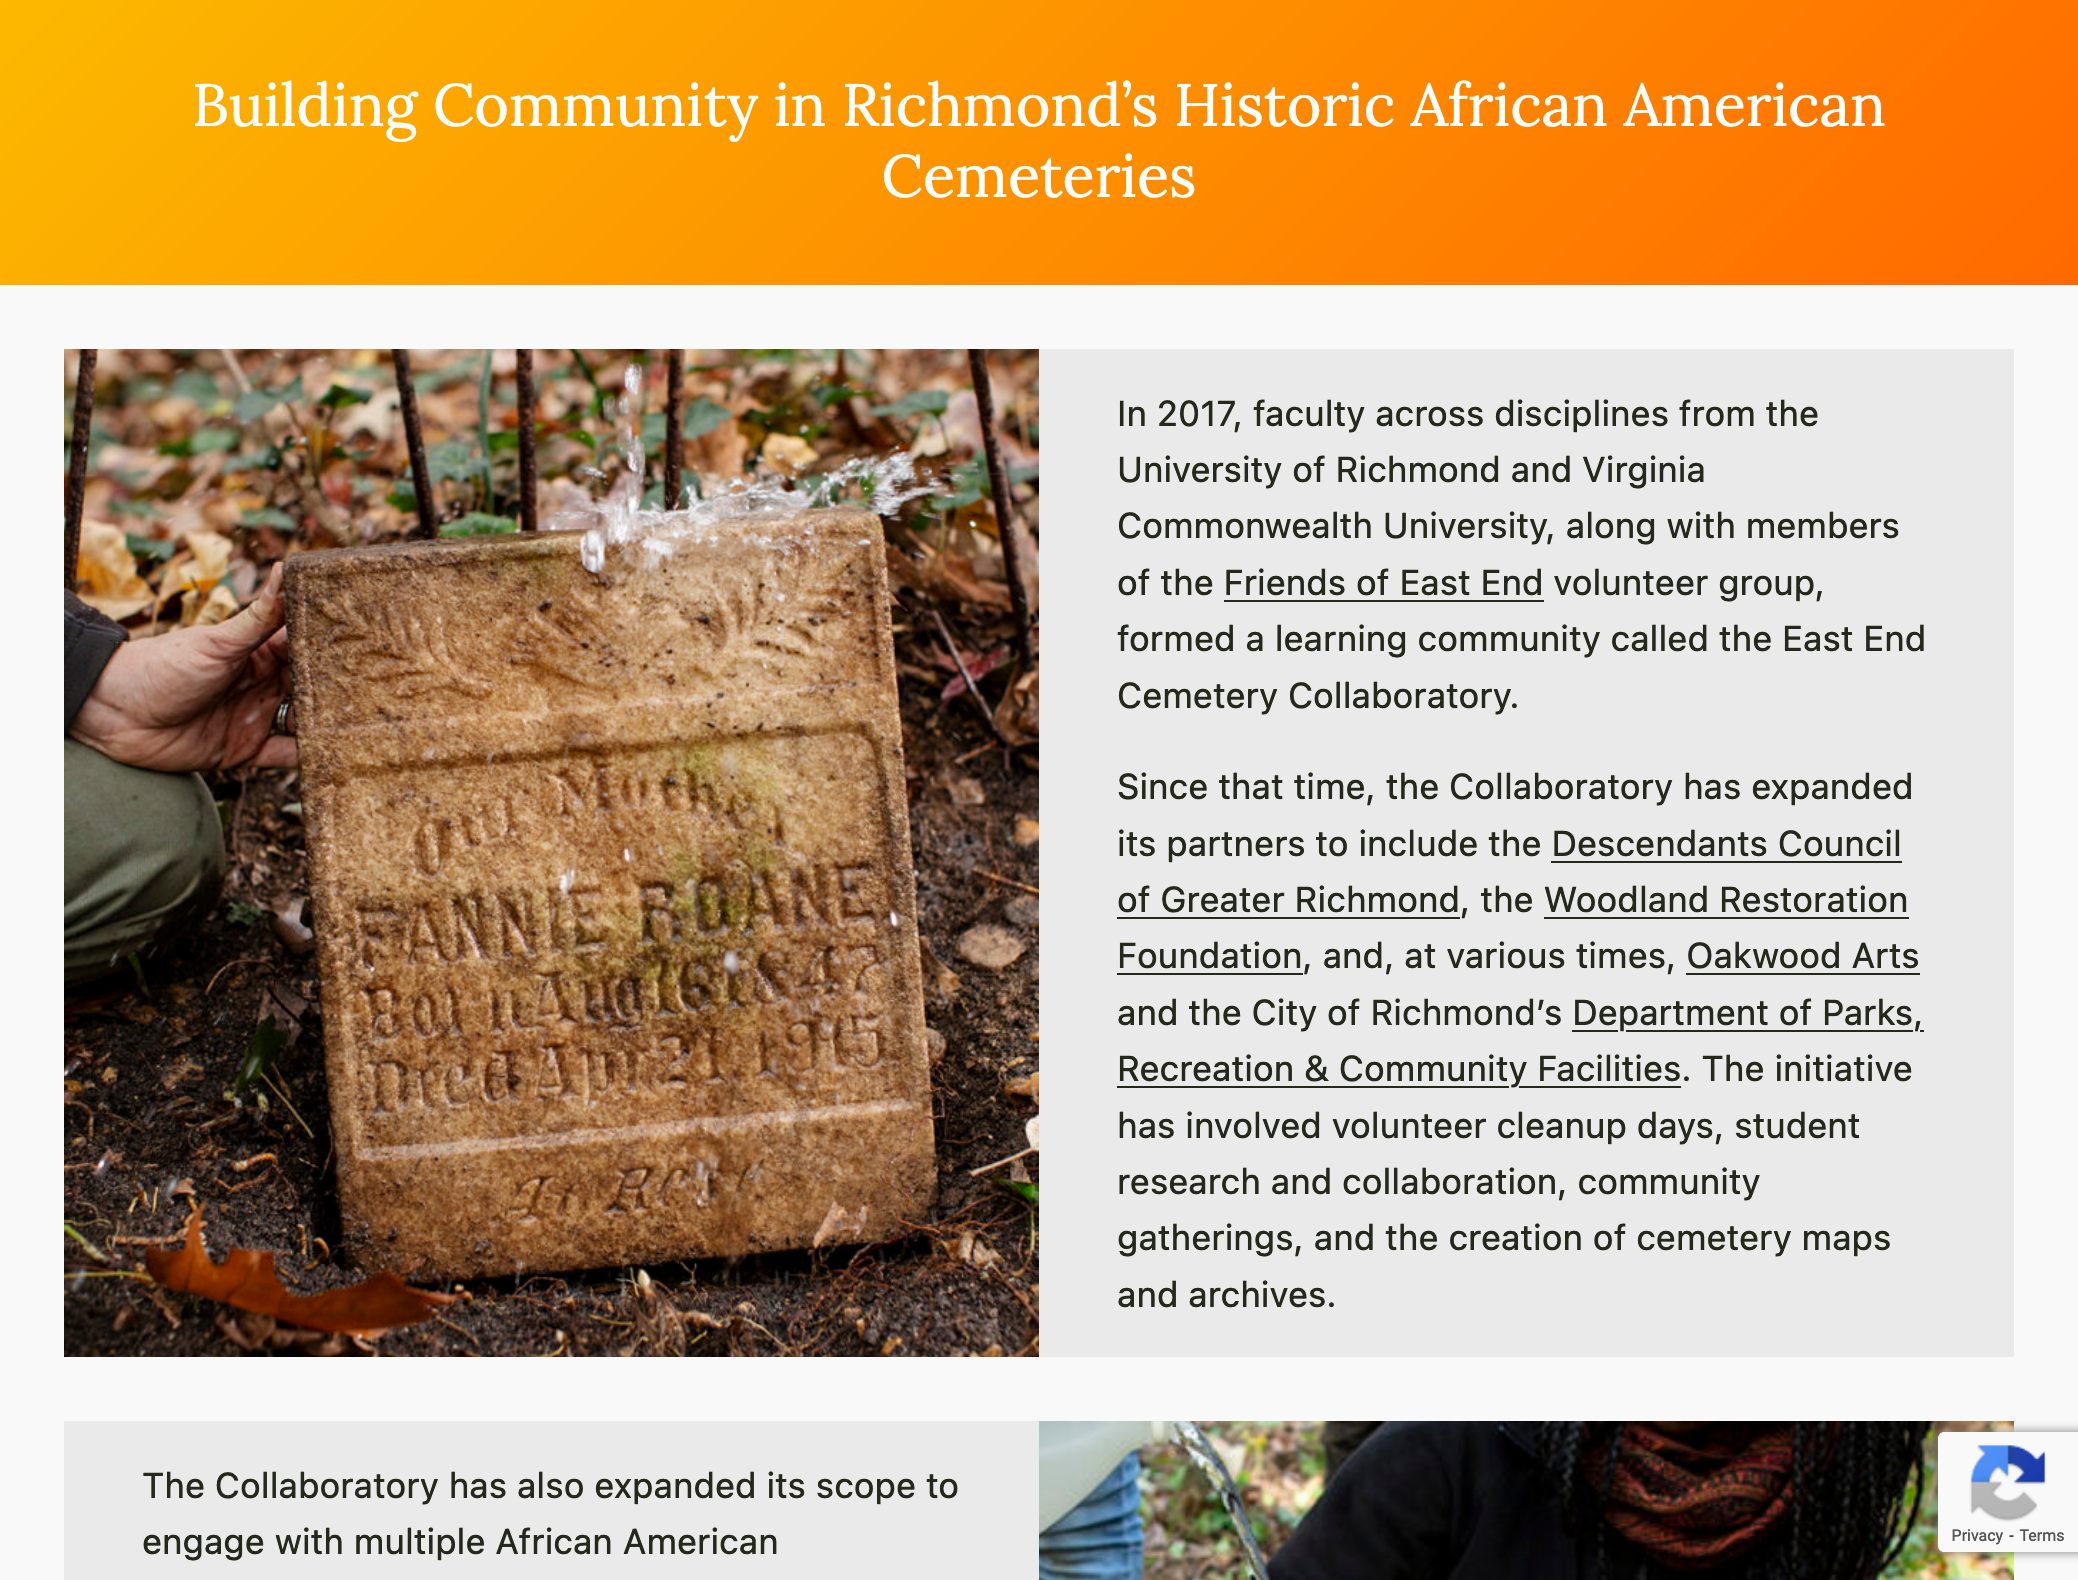 Building Community in Richmond’s Historic African American
Cemeteries
Our Mother
FANNIE ROANE
Born Aug 16 1847
Died Apr 21 1915
At Rest
In 2017, faculty across disciplines from the
University of Richmond and Virginia
Commonwealth University, along with members
of the Friends of East End volunteer group,
formed a learning community called the East End
Cemetery Collaboratory.
Since that time, the Collaboratory has expanded
its partners to include the Descendants Council
of Greater Richmond, the Woodland Restoration
Foundation, and, at various times, Oakwood Arts
and the City of Richmond’s Department of Parks,
Recreation & Community Facilities. The initiative
has involved volunteer cleanup days, student
research and collaboration, community
gatherings, and the creation of cemetery maps
and archives.
The Collaboratory has also expanded its scope to
engage with multiple African American
Privacy - Terms